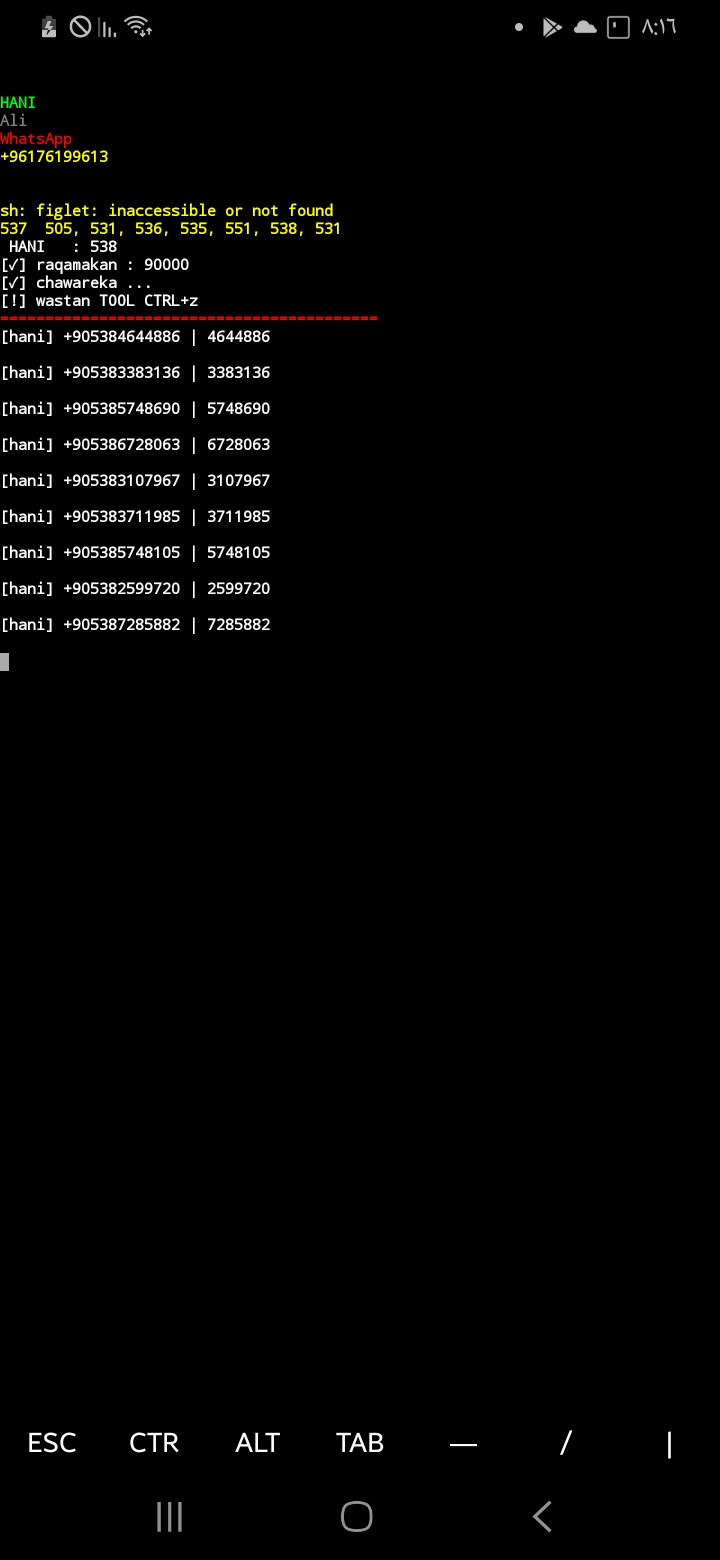 ٨:١٦
HANI
Ali
WhatsApp
+96176199613
sh: figlet: inaccessible or not found
537  505, 531, 536, 535, 551, 538, 531
HANI   : 538
[✓] raqamakan : 90000
[✓] chawareka ...
[!] wastan TOOL CTRL+z
==========================================
[hani] +905384644886 | 4644886
[hani] +905383383136 | 3383136
[hani] +905385748690 | 5748690
[hani] +905386728063 | 6728063
[hani] +905383107967 | 3107967
[hani] +905383711985 | 3711985
[hani] +905385748105 | 5748105
[hani] +905382599720 | 2599720
[hani] +905387285882 | 7285882
ESC CTR ALT TAB — / |